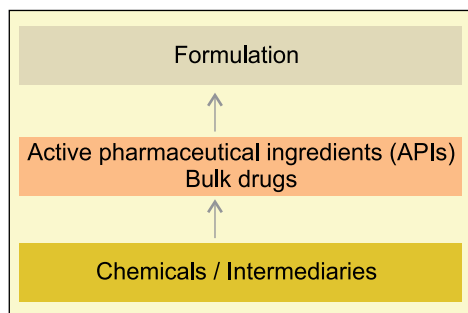 Formulation
Active pharmaceutical ingredients (APIs)
Bulk drugs
Chemicals / Intermediaries